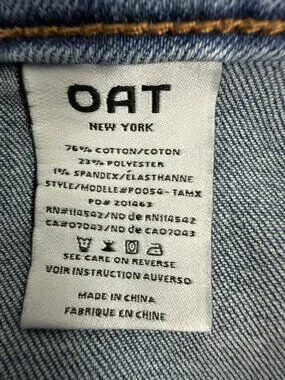 OAT
NEW YORK
76% COTTON/COTON
23% POLYESTER
1% SPANDEX/ÉLASTHANNE
STYLE/MODELE#P0054-TAMX
PO# 201463
RN#114542/NO de RN114542
CA#07043/NO de CA07043
SEE CARE ON REVERSE
VOIR INSTRUCTION AUVERSO
MADE IN CHINA
FABRIQUE EN CHINE